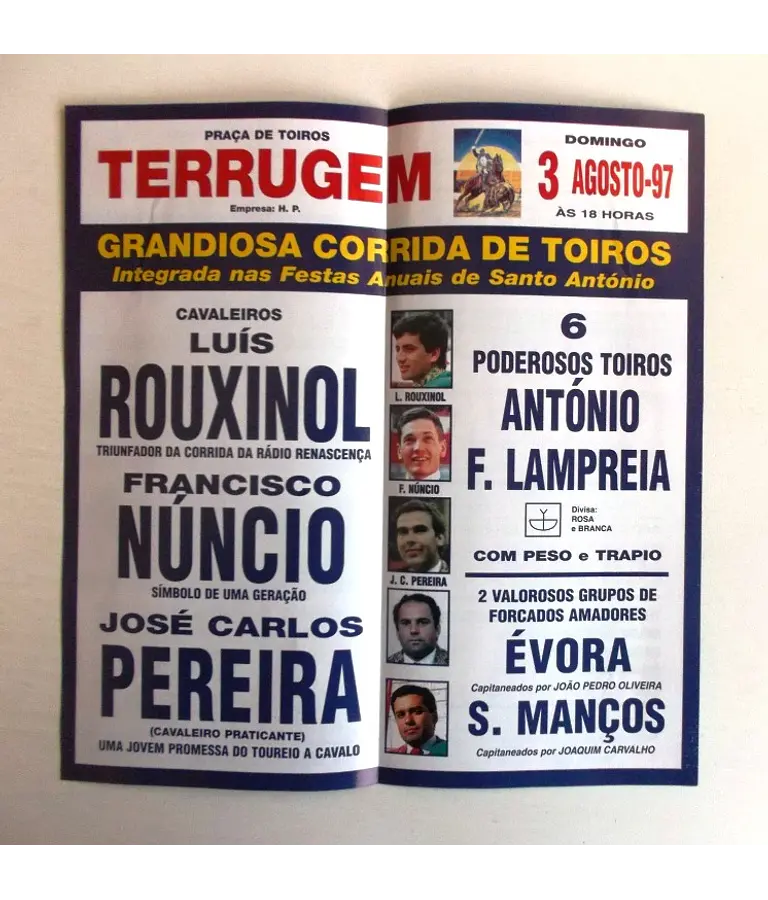 PRAÇA DE TOIROS
TERRUGEM
Empresa: H. P.
DOMINGO
3 AGOSTO-97
ÀS 18 HORAS
GRANDIOSA CORRIDA DE TOIROS
Integrada nas Festas Anuais de Santo António
CAVALEIROS
LUÍS
ROUXINOL
TRIUNFADOR DA CORRIDA DA RÁDIO RENASCENÇA
FRANCISCO
NÚNCIO
SÍMBOLO DE UMA GERAÇÃO
JOSÉ CARLOS
PEREIRA
(CAVALEIRO PRATICANTE)
UMA JOVEM PROMESSA DO TOUREIO A CAVALO
L. ROUXINOL
F. NÚNCIO
J. C. PEREIRA
6
PODEROSOS TOIROS
ANTÓNIO
F. LAMPREIA
Divisa:
ROSA
e BRANCA
COM PESO e TRAPIO
2 VALOROSOS GRUPOS DE
FORCADOS AMADORES
ÉVORA
Capitaneados por JOÃO PEDRO OLIVEIRA
S. MANÇOS
Capitaneados por JOAQUIM CARVALHO